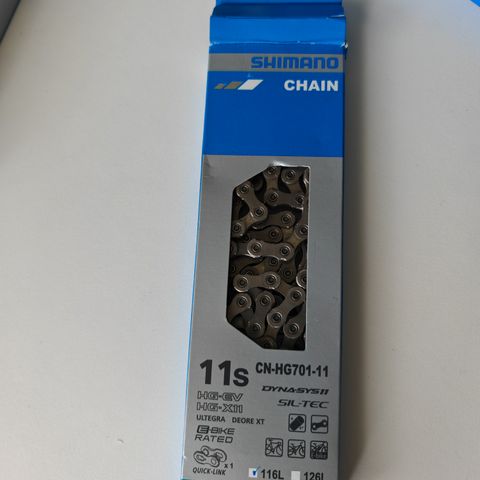 SHIMANO
CHAIN
11s CN-HG701-11
HG-EV DYNA-SYS11
HG-X11 SIL-TEC
ULTEGRA DEORE XT
E-BIKE
RATED
x1
QUICK-LINK
116L 126L